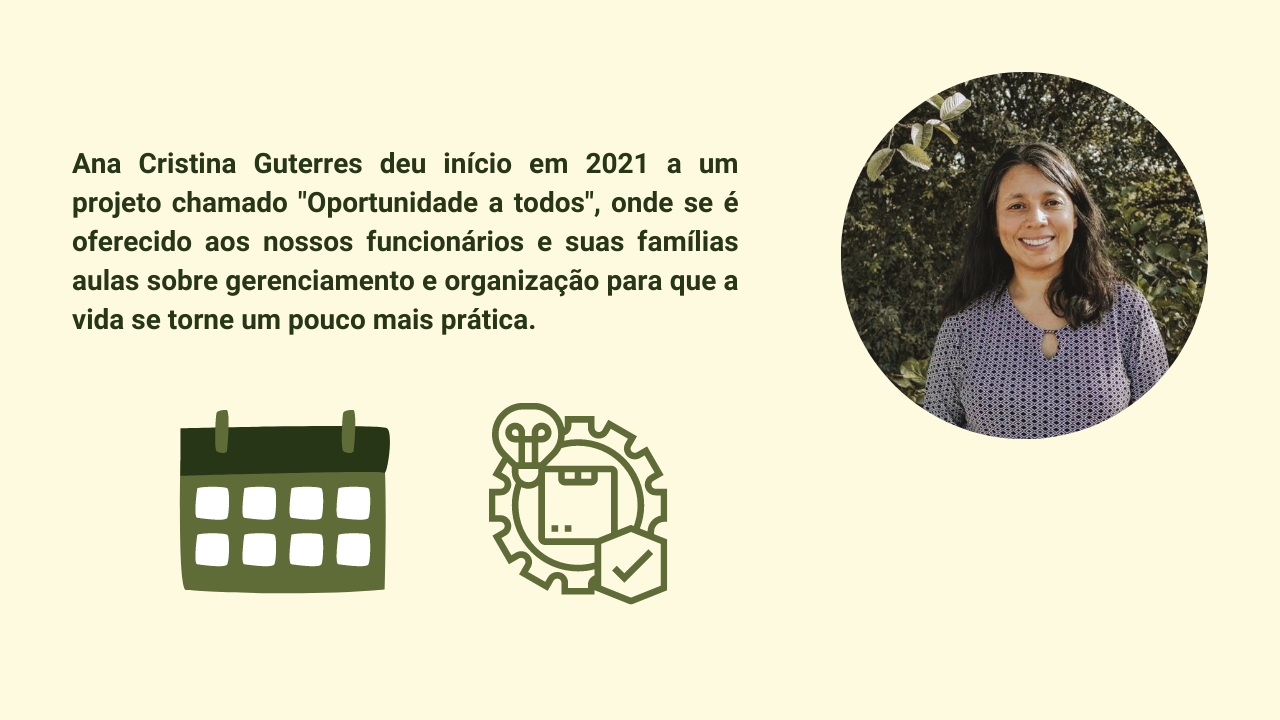 Ana Cristina Guterres deu início em 2021 a um
projeto chamado "Oportunidade a todos", onde se é
oferecido aos nossos funcionários e suas famílias
aulas sobre gerenciamento e organização para que a
vida se torne um pouco mais prática.